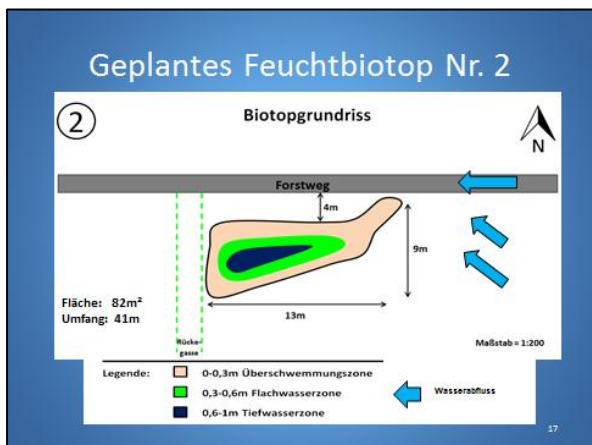 Geplantes Feuchtbiotop Nr. 2
2
Biotopgrundriss
N
Forstweg
4m
9m
13m
Fläche: 82m²
Umfang: 41m
Rücke-
gasse
Maßstab = 1:200
Legende:
0-0,3m Überschwemmungszone
0,3-0,6m Flachwasserzone
0,6-1m Tiefwasserzone
Wasserabfluss
17